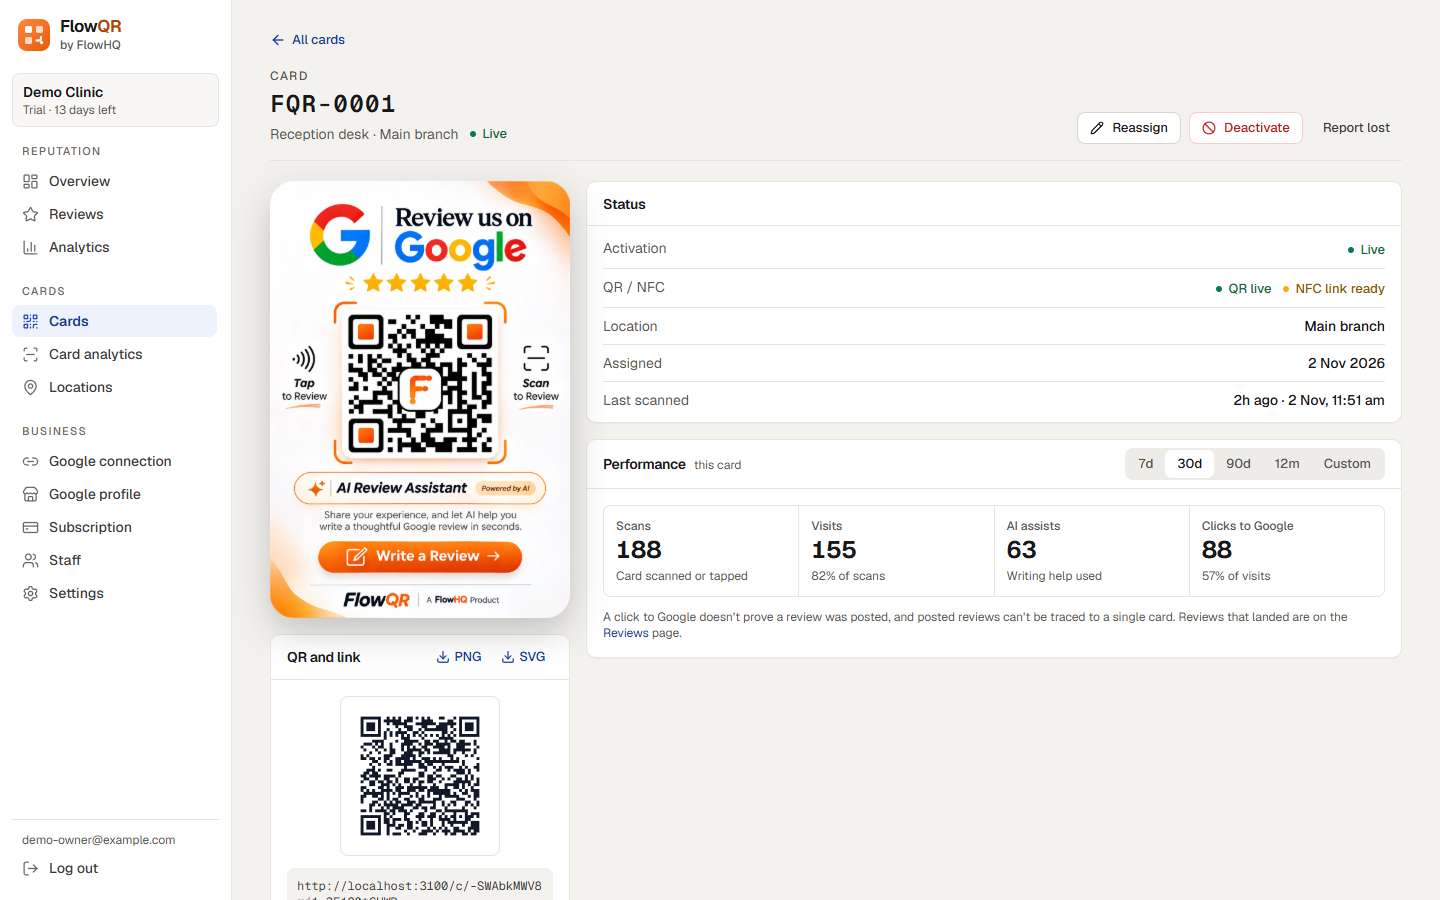 FlowQR
by FlowHQ
Demo Clinic
Trial · 13 days left
REPUTATION
Overview
Reviews
Analytics
CARDS
Cards
Card analytics
Locations
BUSINESS
Google connection
Google profile
Subscription
Staff
Settings
demo-owner@example.com
Log out
All cards
CARD
FQR-0001
Reception desk · Main branch Live
Reassign
Deactivate
Report lost
G
Review us on
Google
Tap
to Review
F
Scan
to Review
AI Review Assistant Powered by AI
Share your experience, and let AI help you
write a thoughtful Google review in seconds.
Write a Review
FlowQR A FlowHQ Product
QR and link
PNG
SVG
http://localhost:3100/c/-SWAbkMWV8
Status
Activation Live
QR / NFC QR live NFC link ready
Location Main branch
Assigned 2 Nov 2026
Last scanned 2h ago · 2 Nov, 11:51 am
Performance this card
7d 30d 90d 12m Custom
Scans
188
Card scanned or tapped
Visits
155
82% of scans
AI assists
63
Writing help used
Clicks to Google
88
57% of visits
A click to Google doesn't prove a review was posted, and posted reviews can't be traced to a single card. Reviews that landed are on the
Reviews page.